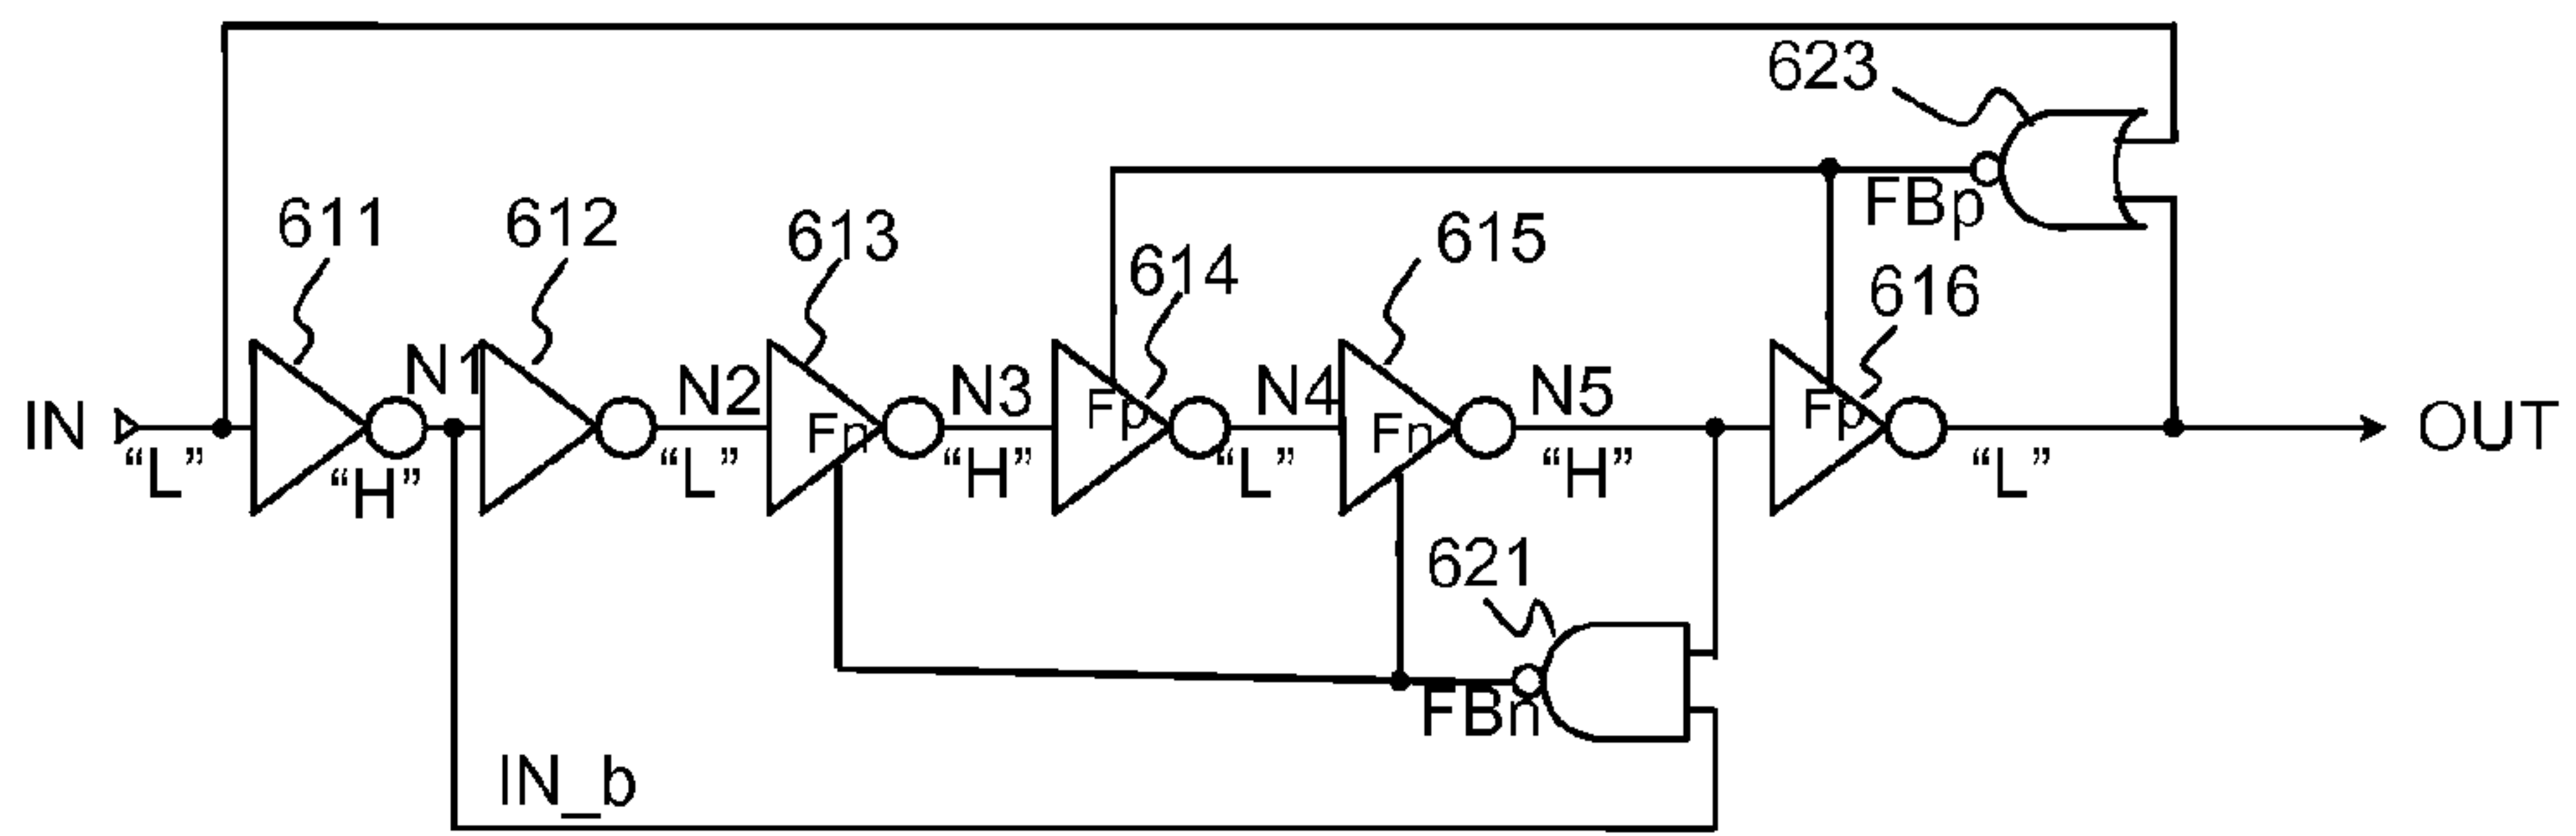 623
FBp
611
612
613
614
615
616
N1
N2
N3
N4
N5
IN
Fn
Fp
Fn
Fp
OUT
“L”
“H”
“L”
“H”
“L”
“H”
“L”
621
FBn
IN_b